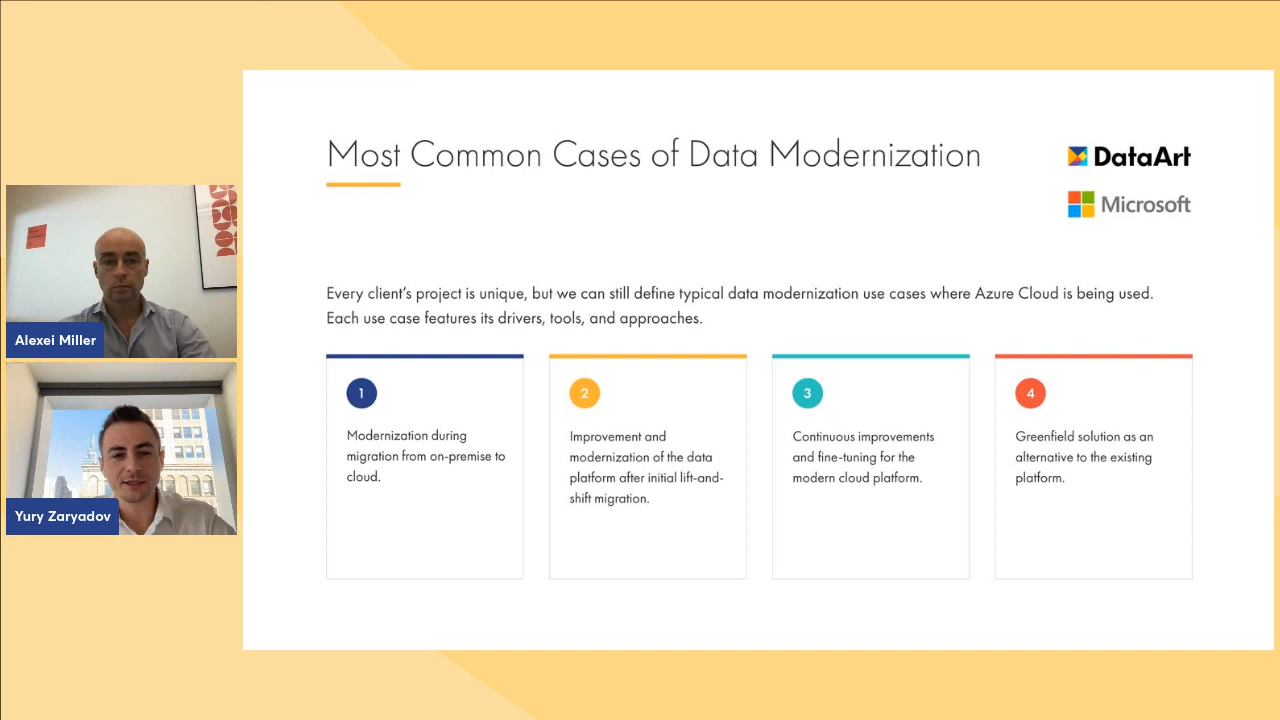 Most Common Cases of Data Modernization
DataArt
Microsoft
Every client's project is unique, but we can still define typical data modernization use cases where Azure Cloud is being used.
Each use case features its drivers, tools, and approaches.
1
Modernization during
migration from on-premise to
cloud.
2
Improvement and
modernization of the data
platform after initial lift-and-
shift migration.
3
Continuous improvements
and fine-tuning for the
modern cloud platform.
4
Greenfield solution as an
alternative to the existing
platform.
Alexei Miller
Yury Zaryadov